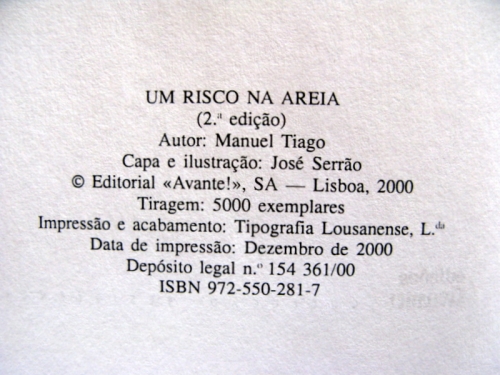 UM RISCO NA AREIA
(2.ª edição)
Autor: Manuel Tiago
Capa e ilustração: José Serrão
© Editorial «Avante!», SA — Lisboa, 2000
Tiragem: 5000 exemplares
Impressão e acabamento: Tipografia Lousanense, L.da
Data de impressão: Dezembro de 2000
Depósito legal n.º 154 361/00
ISBN 972-550-281-7